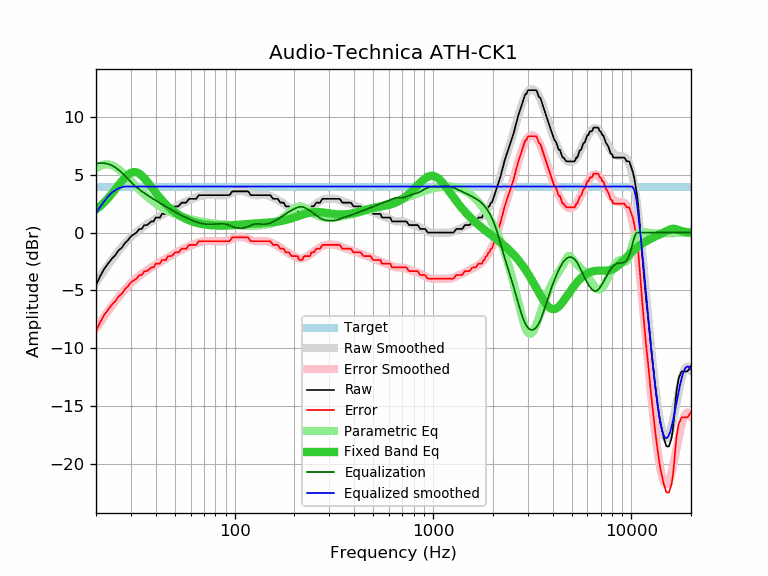 Audio-Technica ATH-CK1
Amplitude (dBr)
10
5
0
−5
−10
−15
−20
Target
Raw Smoothed
Error Smoothed
Raw
Error
Parametric Eq
Fixed Band Eq
Equalization
Equalized smoothed
100 1000 10000
Frequency (Hz)